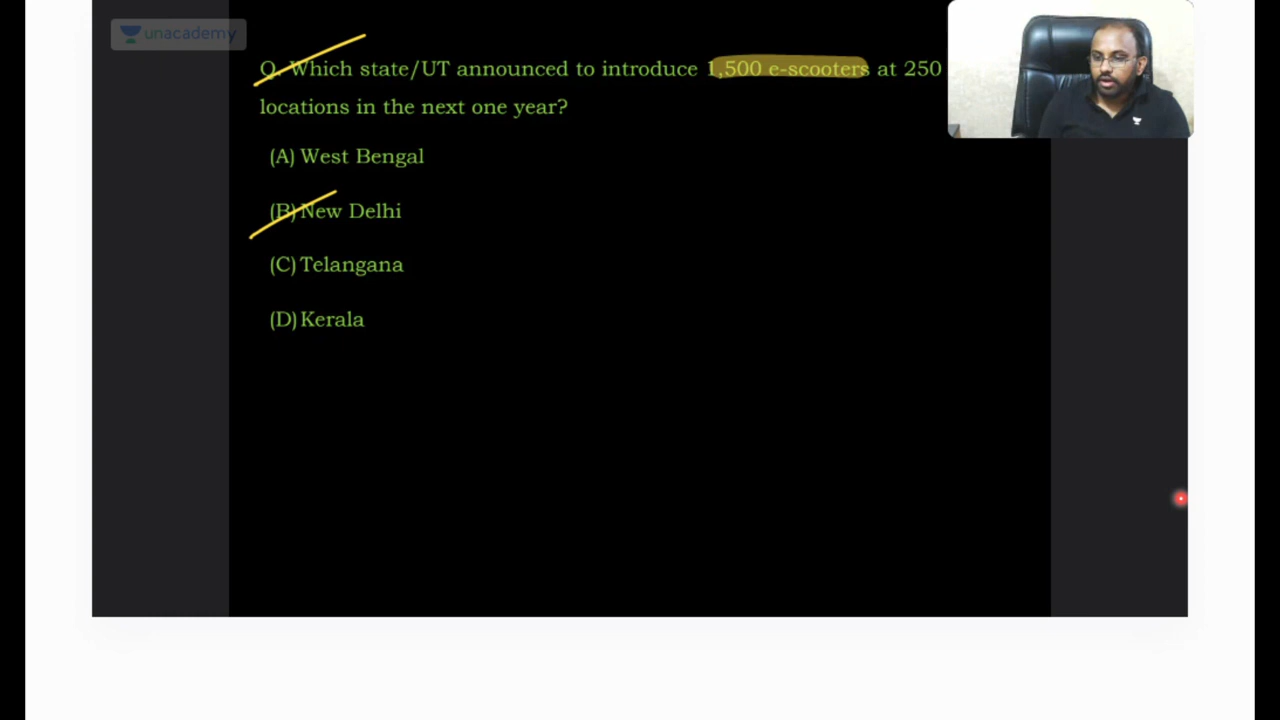 unacademy
Q. Which state/UT announced to introduce 1,500 e-scooters at 250
locations in the next one year?
(A) West Bengal
(B) New Delhi
(C) Telangana
(D) Kerala